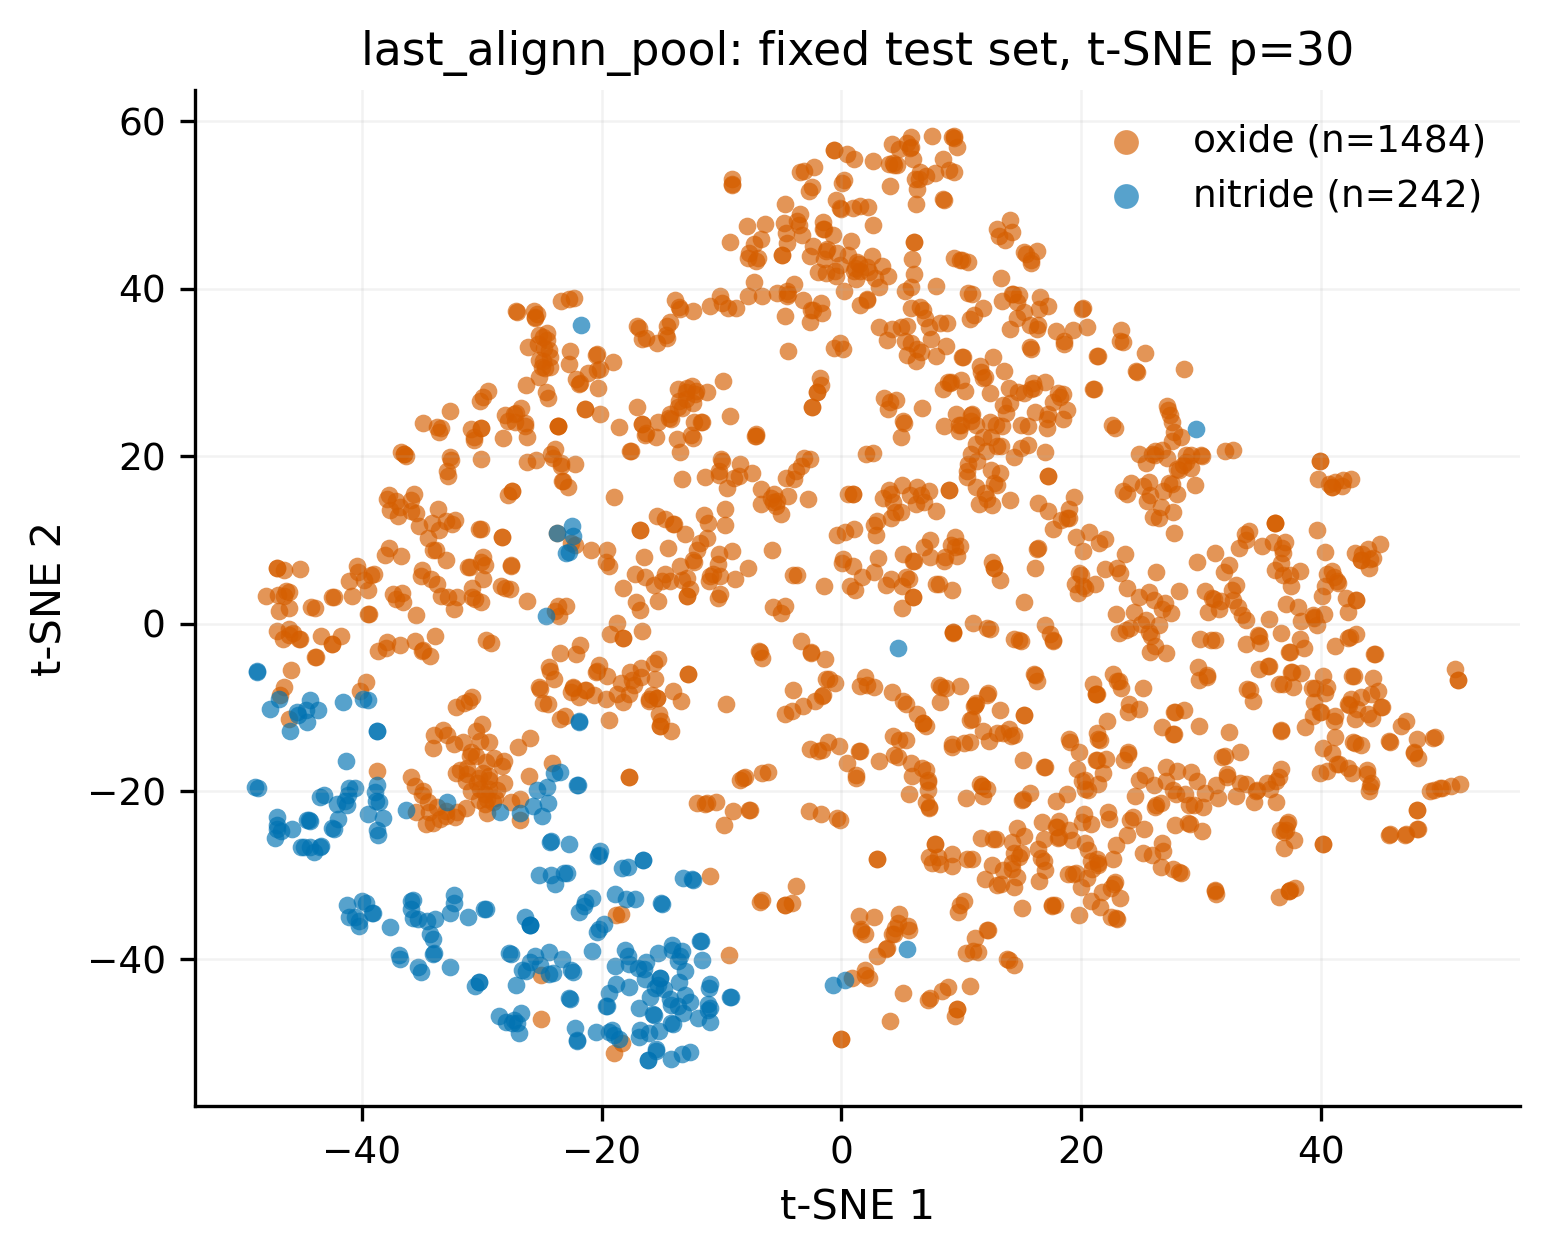 last_alignn_pool: fixed test set, t-SNE p=30
oxide (n=1484)
nitride (n=242)
60
40
20
0
−20
−40
t-SNE 2
−40
−20
0
20
40
t-SNE 1